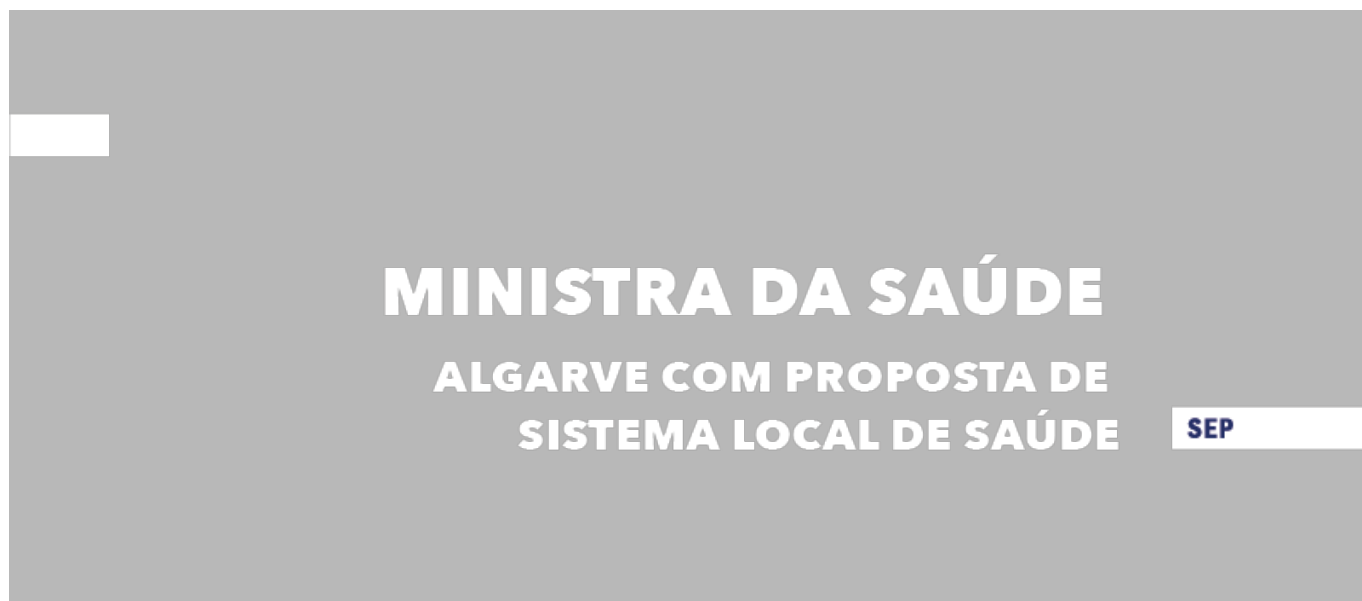 MINISTRA DA SAÚDE
ALGARVE COM PROPOSTA DE
SISTEMA LOCAL DE SAÚDE
SEP